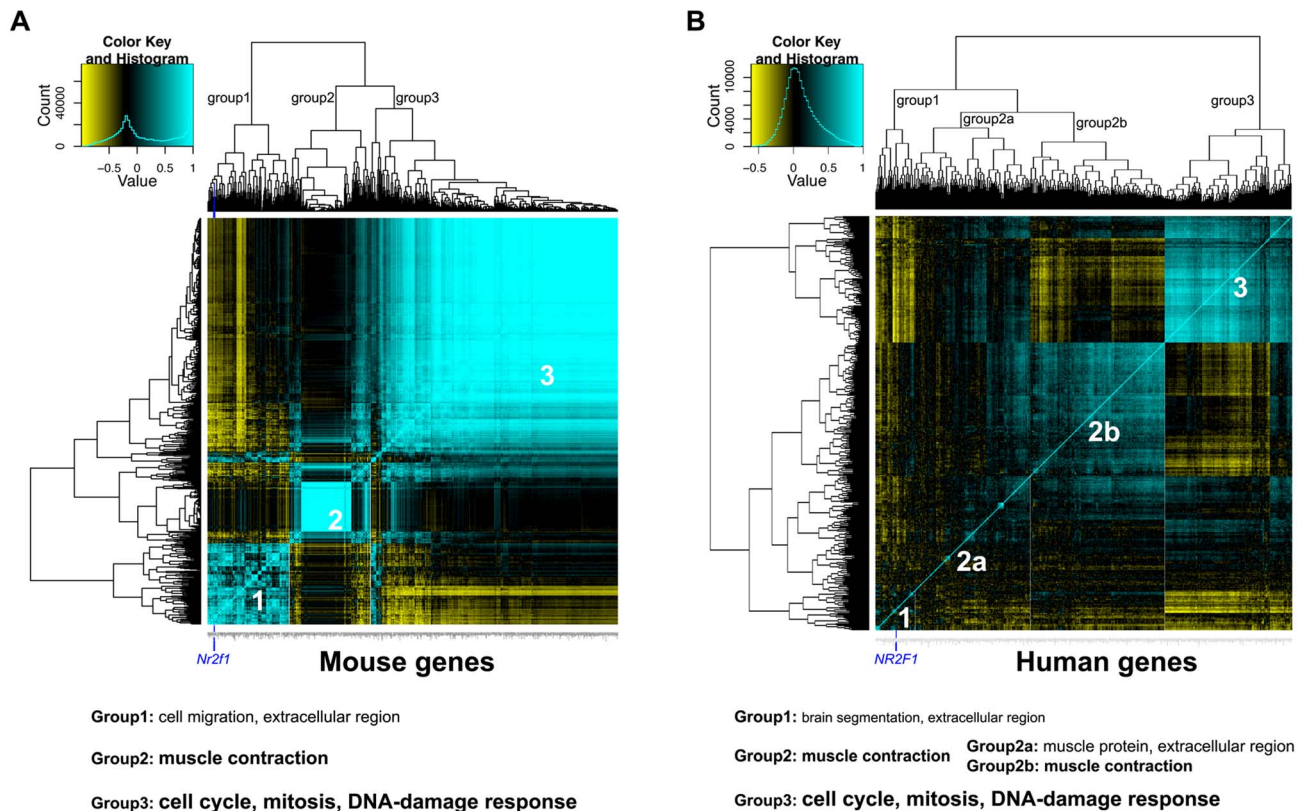 A
Color Key
and Histogram
Count
0
40000
−0.5
0
0.5
1
Value
group1
group2
group3
3
2
1
Nr2f1
Mouse genes
Group1: cell migration, extracellular region
Group2: muscle contraction
Group3: cell cycle, mitosis, DNA-damage response
B
Color Key
and Histogram
Count
0
4000
10000
−0.5
0
0.5
1
Value
group1
group2a
group2b
group3
3
2b
2a
1
NR2F1
Human genes
Group1: brain segmentation, extracellular region
Group2: muscle contraction
Group2a: muscle protein, extracellular region
Group2b: muscle contraction
Group3: cell cycle, mitosis, DNA-damage response